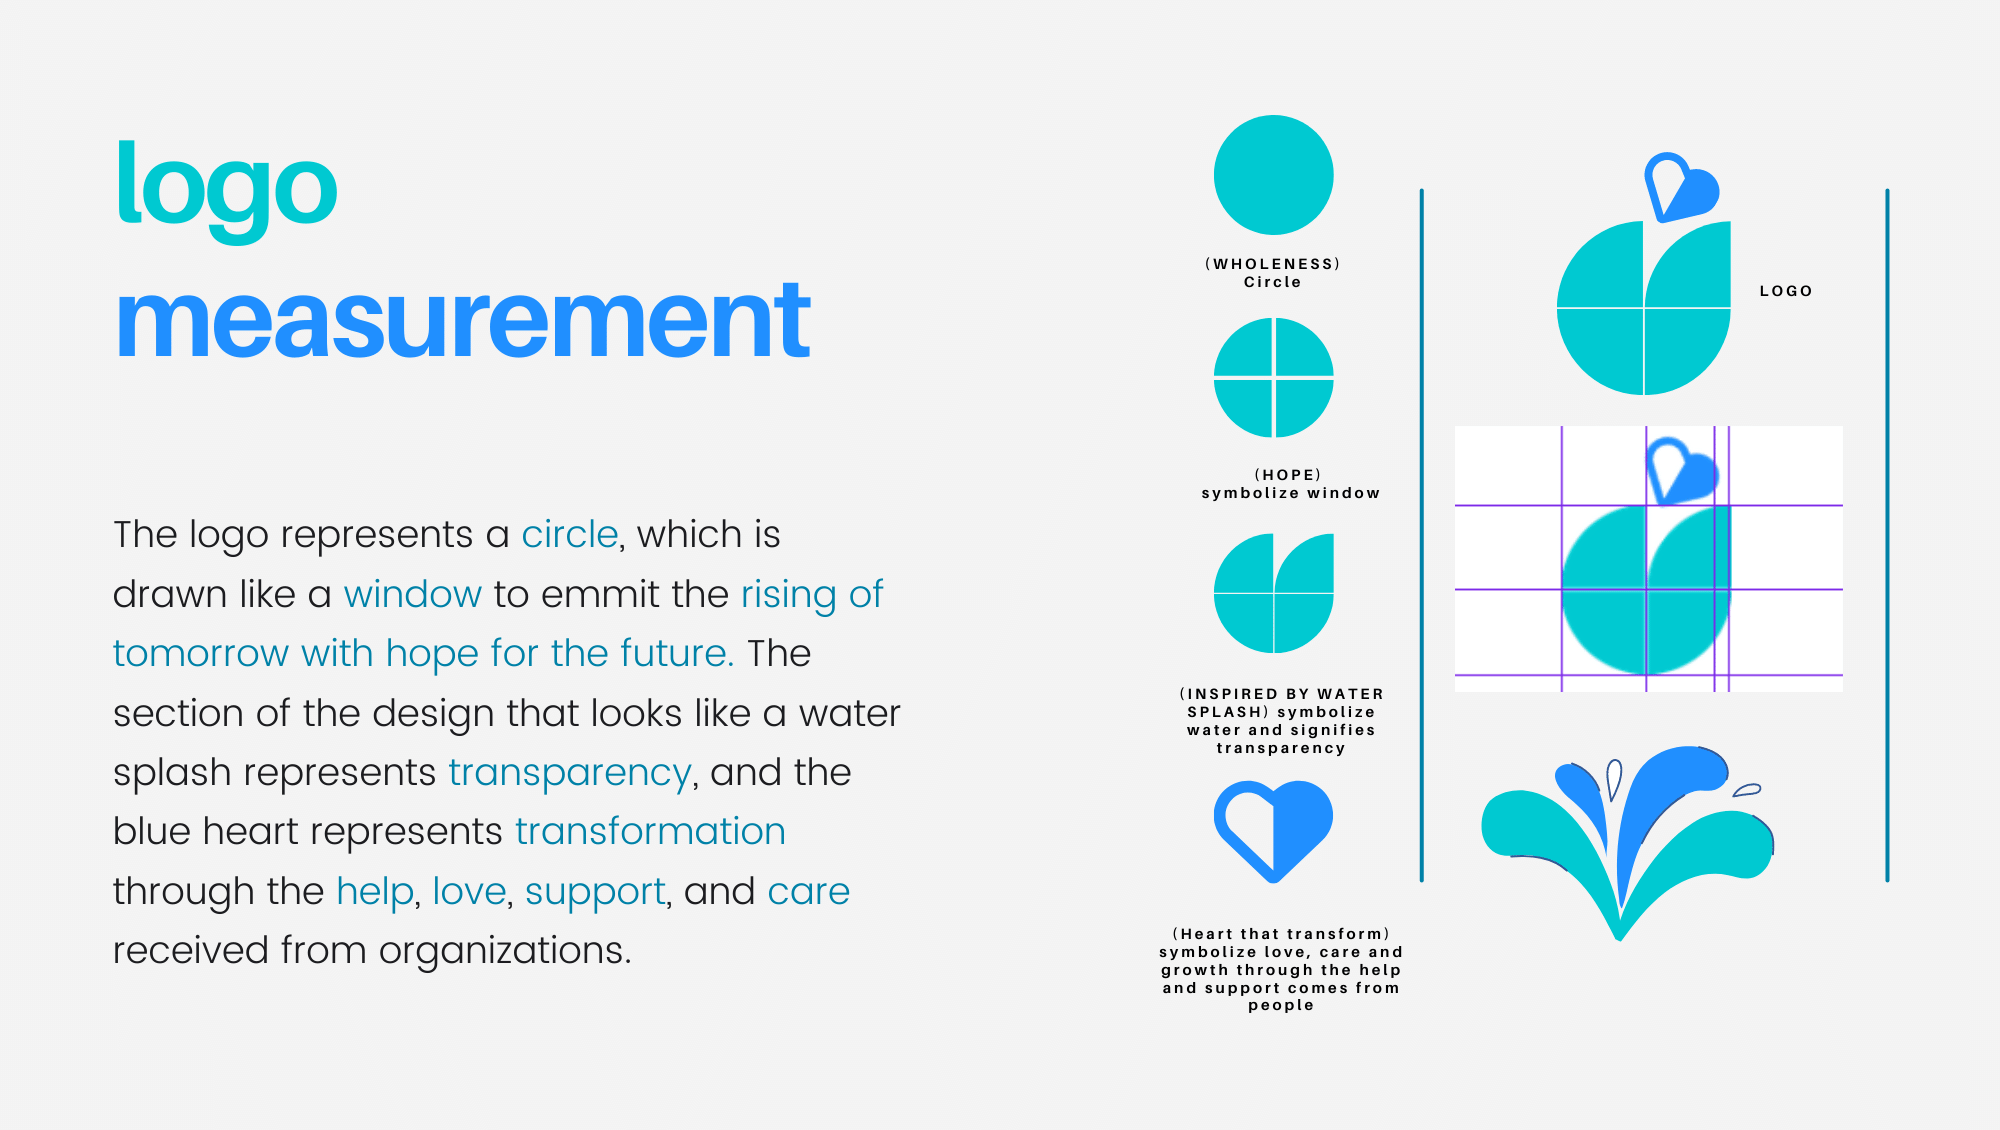 logo
measurement
The logo represents a circle, which is
drawn like a window to emmit the rising of
tomorrow with hope for the future. The
section of the design that looks like a water
splash represents transparency, and the
blue heart represents transformation
through the help, love, support, and care
received from organizations.
(WHOLENESS)
Circle
(HOPE)
symbolize window
(INSPIRED BY WATER
SPLASH) symbolize
water and signifies
transparency
(Heart that transform)
symbolize love, care and
growth through the help
and support comes from
people
LOGO